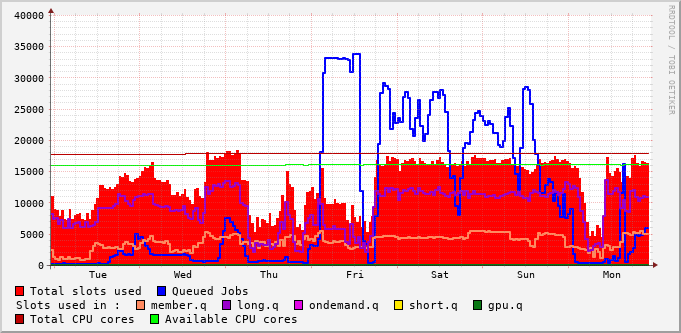 40000
35000
30000
25000
20000
15000
10000
5000
0
Tue Wed Thu Fri Sat Sun Mon
RRDTOOL / TOBI OETIKER
Total slots used Queued Jobs
Slots used in : member.q long.q ondemand.q short.q gpu.q
Total CPU cores Available CPU cores